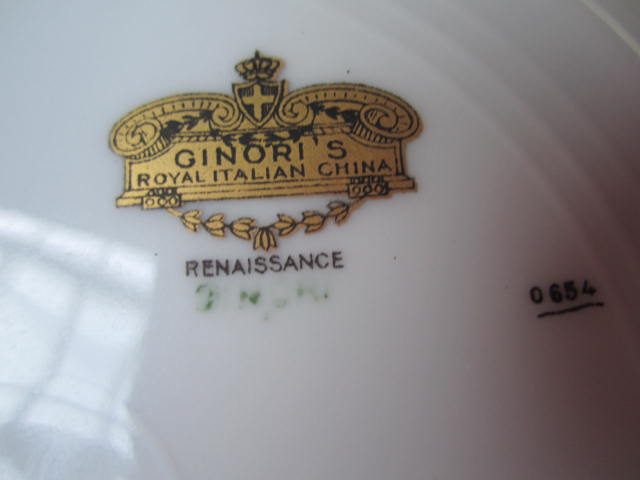 GINORI'S
ROYAL ITALIAN CHINA
RENAISSANCE
0654